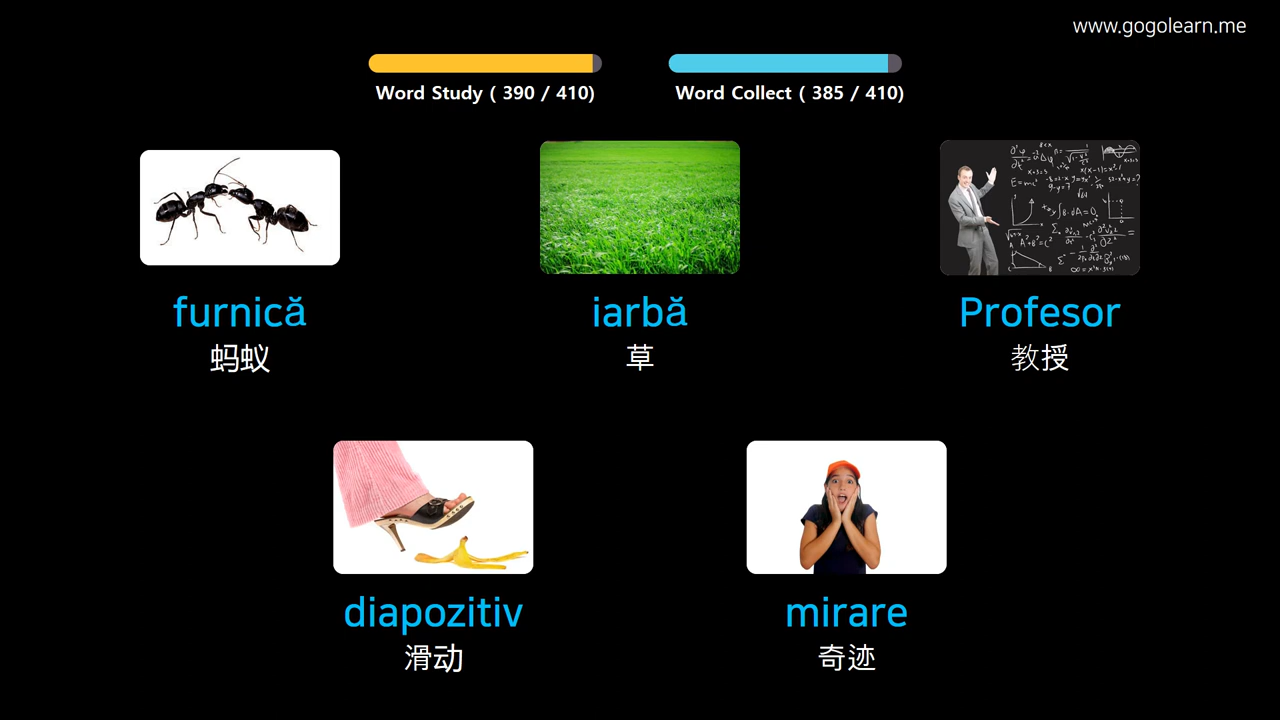 www.gogolearn.me
Word Study ( 390 / 410)
Word Collect ( 385 / 410)
furnică
蚂蚁
iarbă
草
Profesor
教授
diapozitiv
滑动
mirare
奇迹